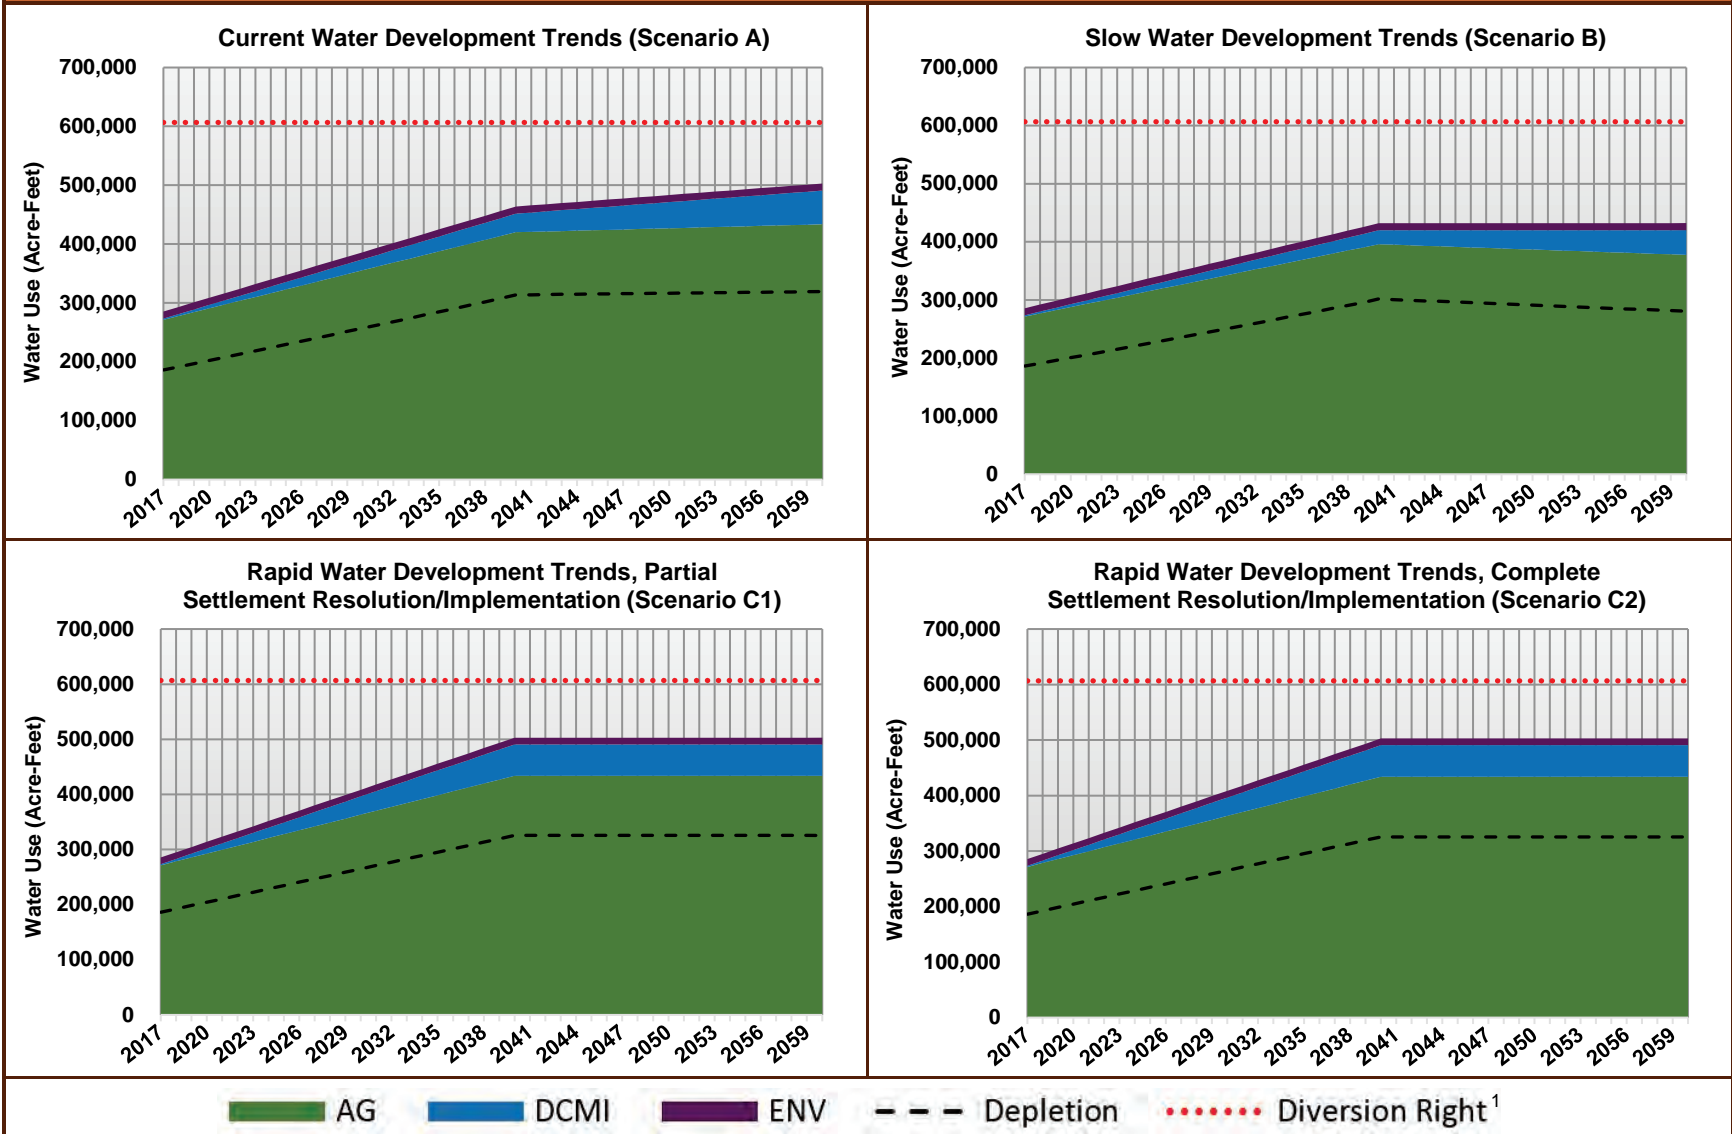 Current Water Development Trends (Scenario A)
Water Use (Acre-Feet)
700,000
600,000
500,000
400,000
300,000
200,000
100,000
0
2017 2020 2023 2026 2029 2032 2035 2038 2041 2044 2047 2050 2053 2056 2059
Slow Water Development Trends (Scenario B)
Water Use (Acre-Feet)
700,000
600,000
500,000
400,000
300,000
200,000
100,000
0
2017 2020 2023 2026 2029 2032 2035 2038 2041 2044 2047 2050 2053 2056 2059
Rapid Water Development Trends, Partial
Settlement Resolution/Implementation (Scenario C1)
Water Use (Acre-Feet)
700,000
600,000
500,000
400,000
300,000
200,000
100,000
0
2017 2020 2023 2026 2029 2032 2035 2038 2041 2044 2047 2050 2053 2056 2059
Rapid Water Development Trends, Complete
Settlement Resolution/Implementation (Scenario C2)
Water Use (Acre-Feet)
700,000
600,000
500,000
400,000
300,000
200,000
100,000
0
2017 2020 2023 2026 2029 2032 2035 2038 2041 2044 2047 2050 2053 2056 2059
AG DCMI ENV Depletion Diversion Right¹